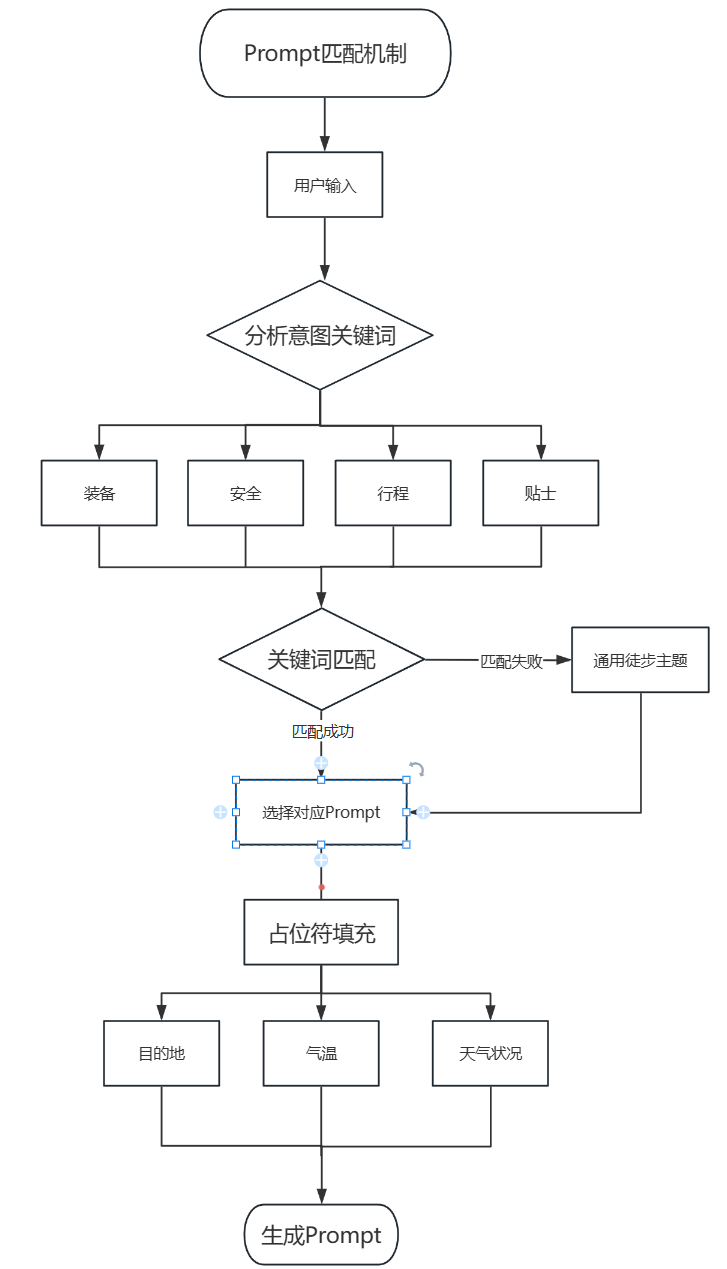 Prompt匹配机制
用户输入
分析意图关键词
装备
安全
行程
贴士
关键词匹配
匹配失败
通用徒步主题
匹配成功
选择对应Prompt
占位符填充
目的地
气温
天气状况
生成Prompt